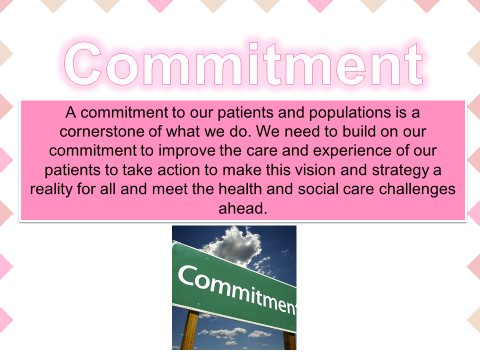 Commitment
A commitment to our patients and populations is a
cornerstone of what we do. We need to build on our
commitment to improve the care and experience of our
patients to take action to make this vision and strategy a
reality for all and meet the health and social care challenges
ahead.
Commitment